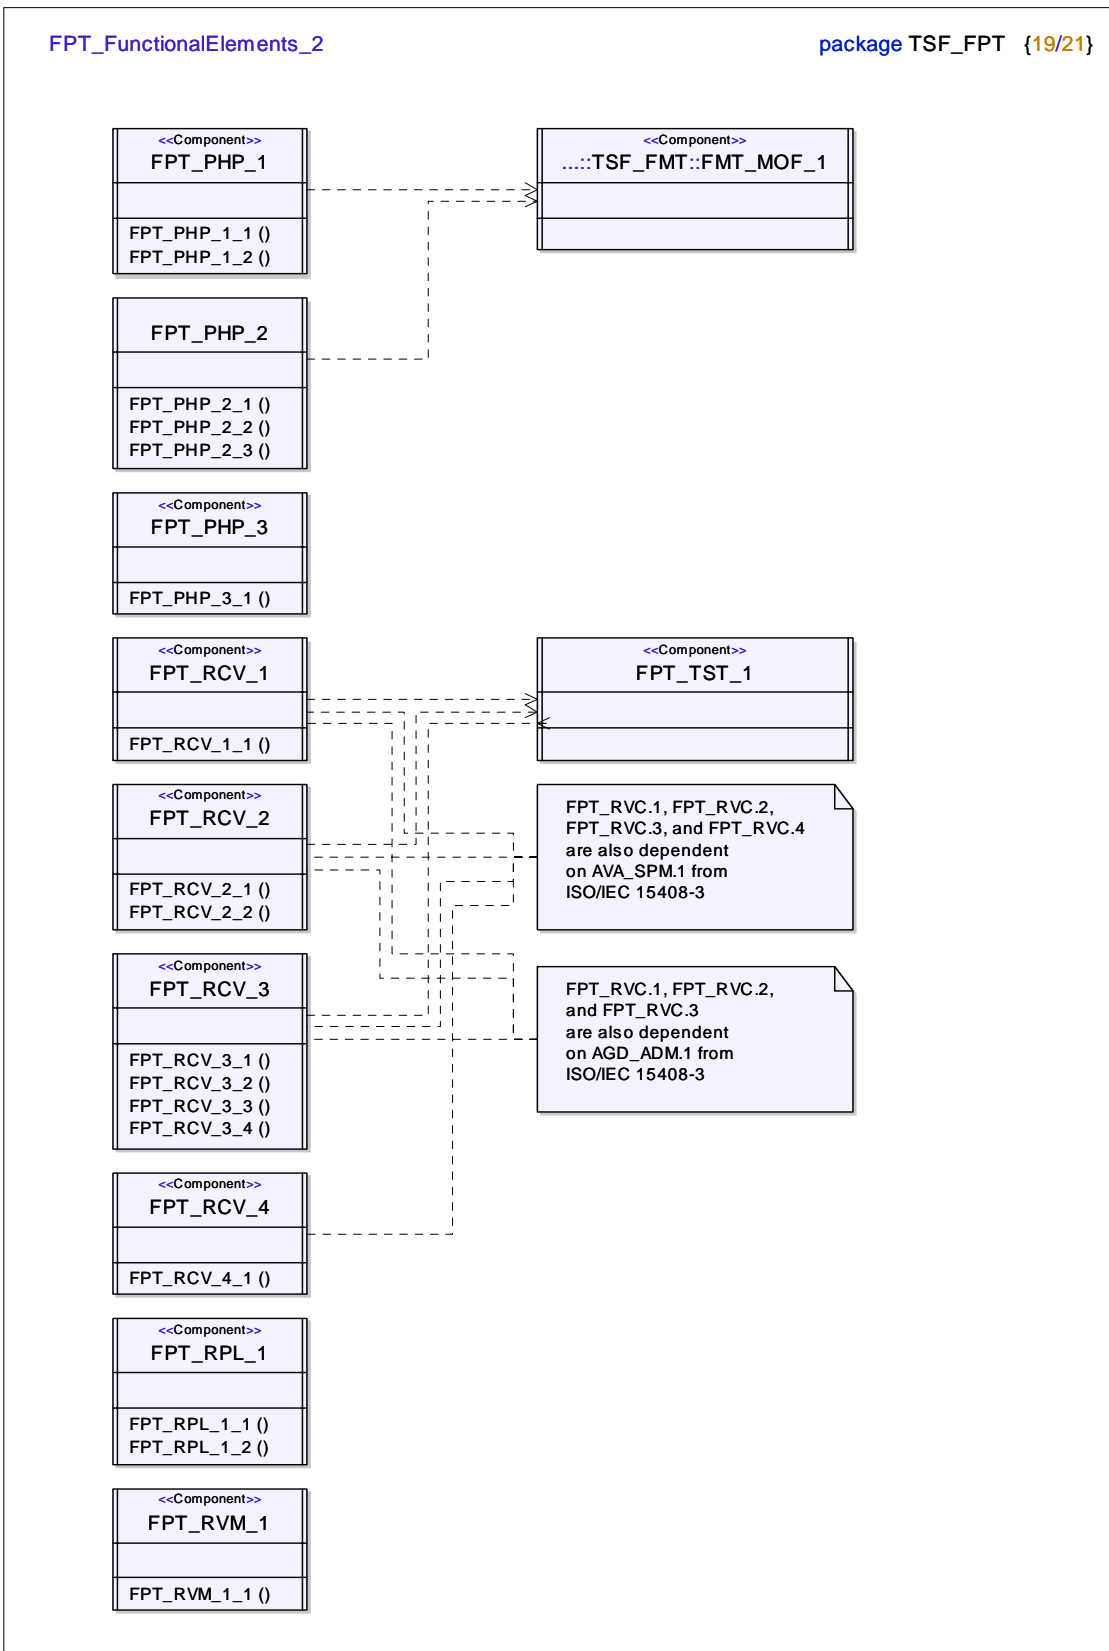 FPT_FunctionalElements_2
package TSF_FPT {19/21}
<<Component>>
FPT_PHP_1
FPT_PHP_1_1 ()
FPT_PHP_1_2 ()
<<Component>>
...::TSF_FMT::FMT_MOF_1
FPT_PHP_2
FPT_PHP_2_1 ()
FPT_PHP_2_2 ()
FPT_PHP_2_3 ()
<<Component>>
FPT_PHP_3
FPT_PHP_3_1 ()
<<Component>>
FPT_RCV_1
FPT_RCV_1_1 ()
<<Component>>
FPT_TST_1
<<Component>>
FPT_RCV_2
FPT_RCV_2_1 ()
FPT_RCV_2_2 ()
FPT_RVC.1, FPT_RVC.2,
FPT_RVC.3, and FPT_RVC.4
are also dependent
on AVA_SPM.1 from
ISO/IEC 15408-3
<<Component>>
FPT_RCV_3
FPT_RCV_3_1 ()
FPT_RCV_3_2 ()
FPT_RCV_3_3 ()
FPT_RCV_3_4 ()
FPT_RVC.1, FPT_RVC.2,
and FPT_RVC.3
are also dependent
on AGD_ADM.1 from
ISO/IEC 15408-3
<<Component>>
FPT_RCV_4
FPT_RCV_4_1 ()
<<Component>>
FPT_RPL_1
FPT_RPL_1_1 ()
FPT_RPL_1_2 ()
<<Component>>
FPT_RVM_1
FPT_RVM_1_1 ()